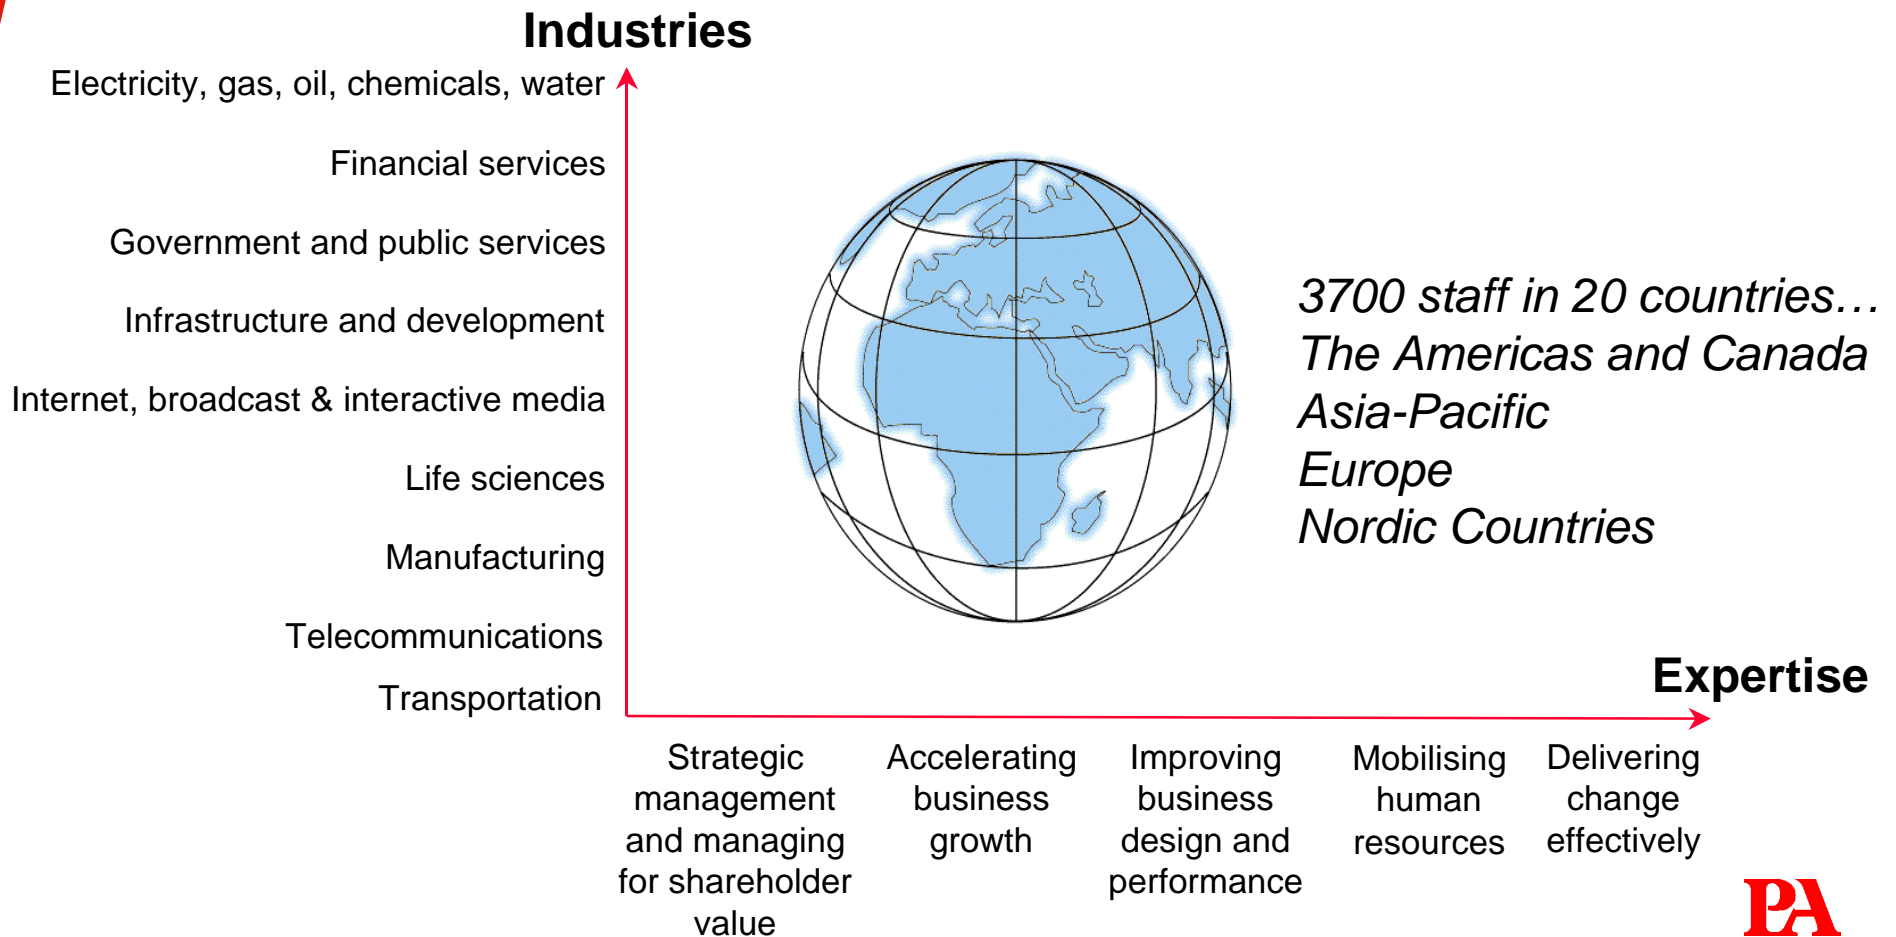 Industries
Electricity, gas, oil, chemicals, water
Financial services
Government and public services
Infrastructure and development
Internet, broadcast & interactive media
Life sciences
Manufacturing
Telecommunications
Transportation
3700 staff in 20 countries…
The Americas and Canada
Asia-Pacific
Europe
Nordic Countries
Expertise
Strategic
management
and managing
for shareholder
value
Accelerating
business
growth
Improving
business
design and
performance
Mobilising
human
resources
Delivering
change
effectively
PA